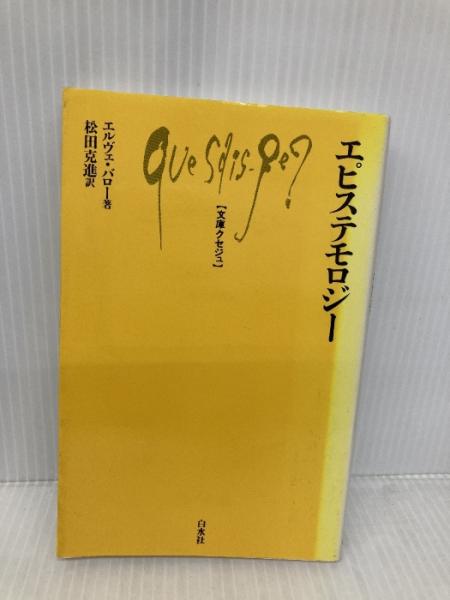 エピステモロジー
Que sais-je?
【文庫クセジュ】
エルヴェ・バロー著
松田克進訳
白水社